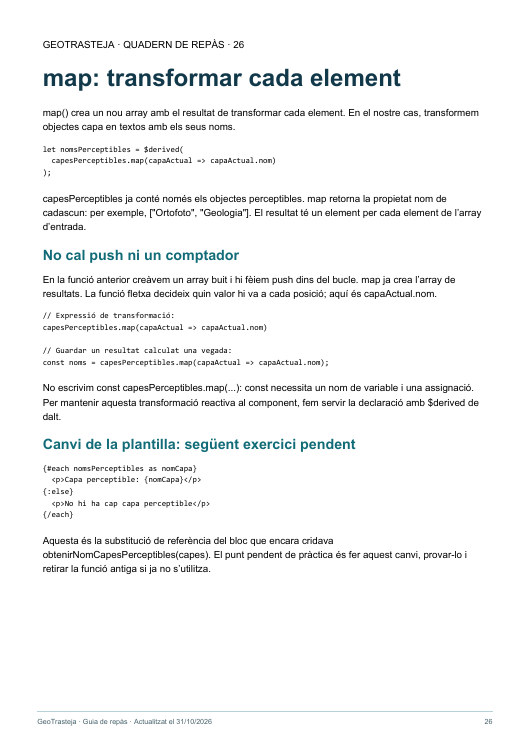 GEOTRASTEJA · QUADERN DE REPÀS · 26
map: transformar cada element
map() crea un nou array amb el resultat de transformar cada element. En el nostre cas, transformem
objectes capa en textos amb els seus noms.
let nomsPerceptibles = $derived(
  capesPerceptibles.map(capaActual => capaActual.nom)
);
capesPerceptibles ja conté només els objectes perceptibles. map retorna la propietat nom de
cadascun: per exemple, ["Ortofoto", "Geologia"]. El resultat té un element per cada element de l’array
d’entrada.
No cal push ni un comptador
En la funció anterior creàvem un array buit i hi fèiem push dins del bucle. map ja crea l’array de
resultats. La funció fletxa decideix quin valor hi va a cada posició; aquí és capaActual.nom.
// Expressió de transformació:
capesPerceptibles.map(capaActual => capaActual.nom)
// Guardar un resultat calculat una vegada:
const noms = capesPerceptibles.map(capaActual => capaActual.nom);
No escrivim const capesPerceptibles.map(...): const necessita un nom de variable i una assignació.
Per mantenir aquesta transformació reactiva al component, fem servir la declaració amb $derived de
dalt.
Canvi de la plantilla: següent exercici pendent
{#each nomsPerceptibles as nomCapa}
  <p>Capa perceptible: {nomCapa}</p>
{:else}
  <p>No hi ha cap capa perceptible</p>
{/each}
Aquesta és la substitució de referència del bloc que encara cridava
obtenirNomCapesPerceptibles(capes). El punt pendent de pràctica és fer aquest canvi, provar-lo i
retirar la funció antiga si ja no s’utilitza.
GeoTrasteja · Guia de repàs · Actualitzat el 31/10/2026
26